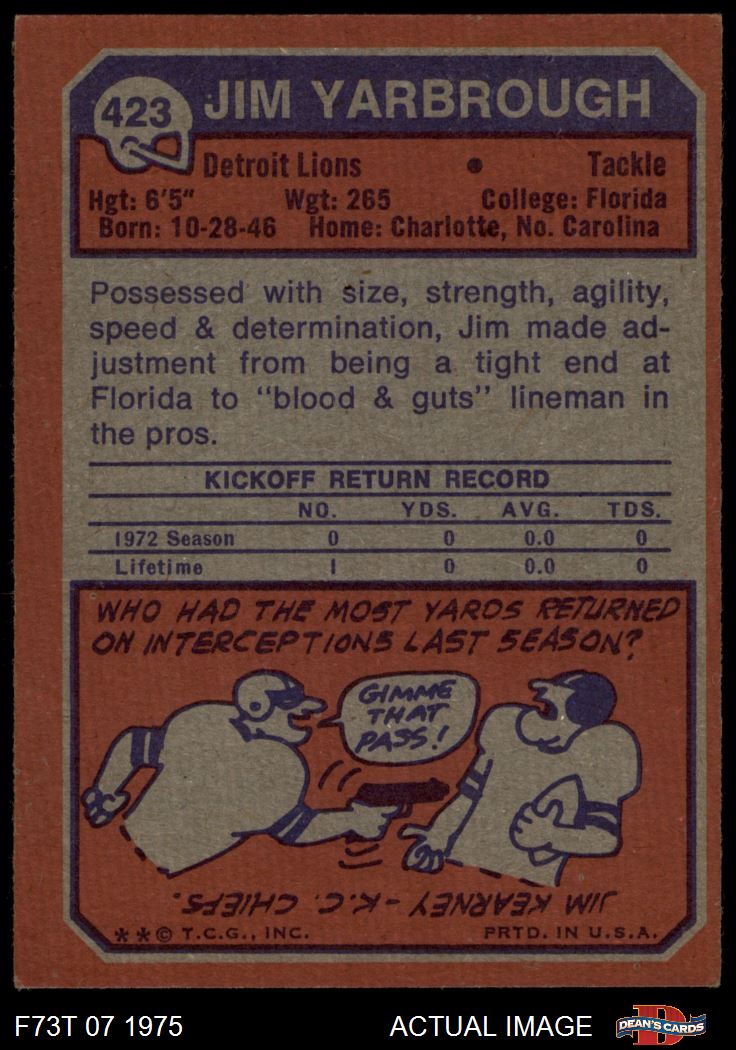 423 JIM YARBROUGH
Detroit Lions • Tackle
Hgt: 6'5" Wgt: 265 College: Florida
Born: 10-28-46 Home: Charlotte, No. Carolina
Possessed with size, strength, agility,
speed & determination, Jim made ad-
justment from being a tight end at
Florida to "blood & guts" lineman in
the pros.
KICKOFF RETURN RECORD
NO. YDS. AVG. TDS.
1972 Season 0 0 0.0 0
Lifetime 1 0 0.0 0
WHO HAD THE MOST YARDS RETURNED
ON INTERCEPTIONS LAST SEASON?
GIMME
THAT
PASS!
JIM KEARNEY - K.C. CHIEFS.
**© T.C.G., INC. PRTD. IN U.S.A.
F73T 07 1975 ACTUAL IMAGE D DEAN'S CARDS